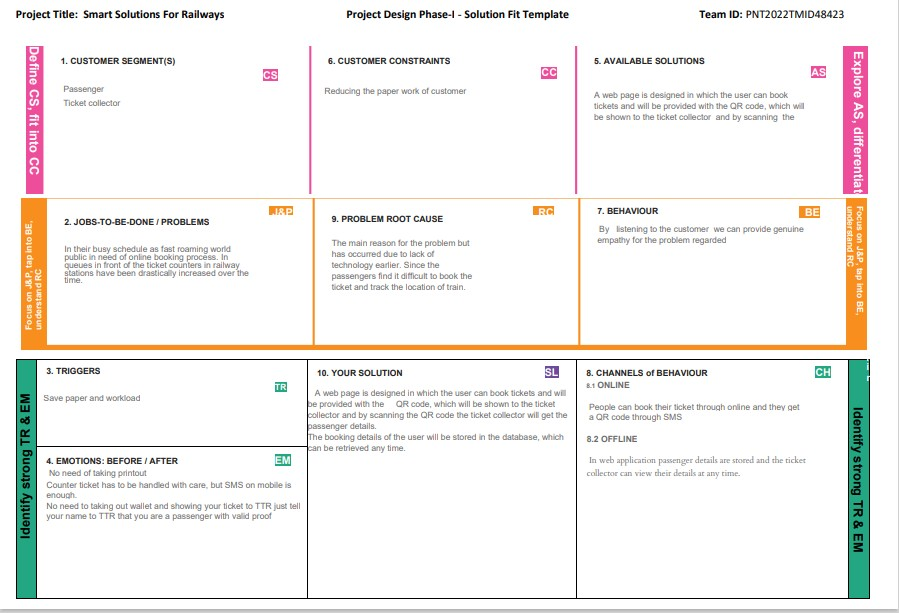 Project Title: Smart Solutions For Railways
Project Design Phase-I - Solution Fit Template
Team ID: PNT2022TMID48423
Define CS, fit into CC
1. CUSTOMER SEGMENT(S)
CS
Passenger
Ticket collector
6. CUSTOMER CONSTRAINTS
CC
Reducing the paper work of customer
5. AVAILABLE SOLUTIONS
AS
A web page is designed in which the user can book
tickets and will be provided with the QR code, which will
be shown to the ticket collector and by scanning the
Explore AS, differentiat
Focus on J&P, tap into BE,
understand RC
2. JOBS-TO-BE-DONE / PROBLEMS
J&P
In their busy schedule as fast roaming world
public in need of online booking process. In
queues in front of the ticket counters in railway
stations have been drastically increased over the
time.
9. PROBLEM ROOT CAUSE
RC
The main reason for the problem but
has occurred due to lack of
technology earlier. Since the
passengers find it difficult to book the
ticket and track the location of train.
7. BEHAVIOUR
BE
By listening to the customer we can provide genuine
empathy for the problem regarded
Focus on J&P, tap into BE,
understand RC
Identify strong TR & EM
3. TRIGGERS
TR
Save paper and workload
4. EMOTIONS: BEFORE / AFTER
EM
No need of taking printout
Counter ticket has to be handled with care, but SMS on mobile is
enough.
No need to taking out wallet and showing your ticket to TTR just tell
your name to TTR that you are a passenger with valid proof
10. YOUR SOLUTION
SL
A web page is designed in which the user can book tickets and will
be provided with the QR code, which will be shown to the ticket
collector and by scanning the QR code the ticket collector will get the
passenger details.
The booking details of the user will be stored in the database, which
can be retrieved any time.
8. CHANNELS of BEHAVIOUR
CH
8.1 ONLINE
People can book their ticket through online and they get
a QR code through SMS
8.2 OFFLINE
In web application passenger details are stored and the ticket
collector can view their details at any time.
Identify strong TR & EM